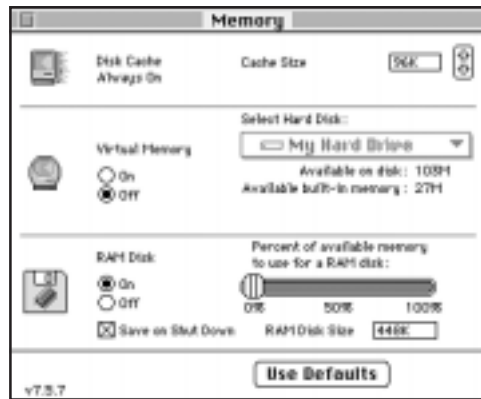 Memory
Disk Cache
Always On
Cache Size
96K
Select Hard Disk:
My Hard Drive
Virtual Memory
On
Off
Available on disk: 103M
Available built-in memory: 27M
RAM Disk
On
Off
Percent of available memory
to use for a RAM disk:
0% 50% 100%
Save on Shut Down
RAM Disk Size
448K
Use Defaults
v7.5.7